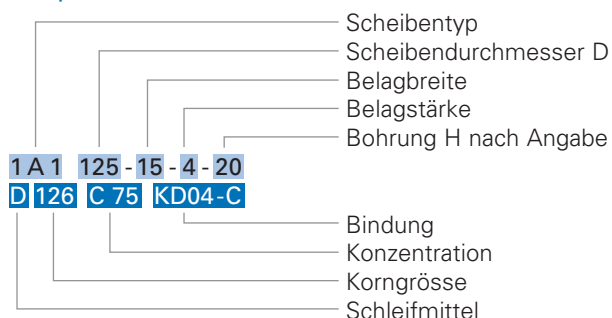 Scheibentyp
Scheibendurchmesser D
Belagbreite
Belagstärke
Bohrung H nach Angabe
1 A 1 125 - 15 - 4 - 20
D 126 C 75 KD04-C
Bindung
Konzentration
Korngrösse
Schleifmittel